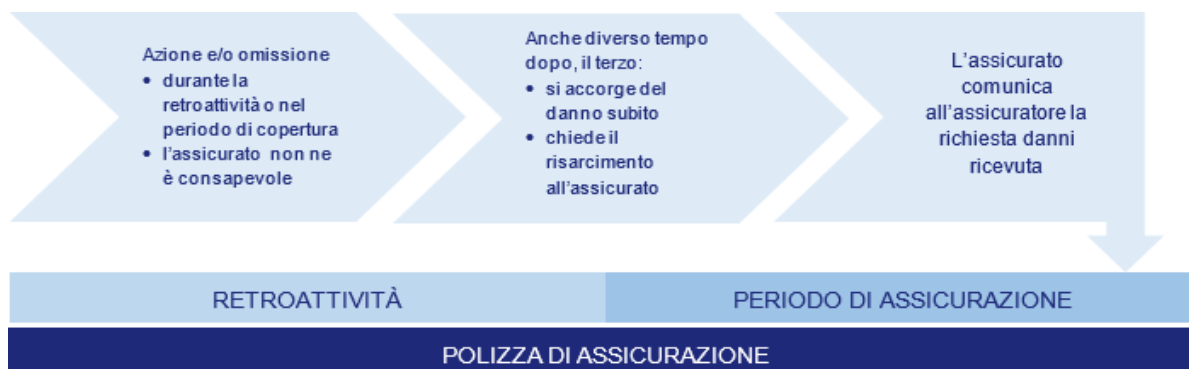 Azione e/o omissione
• durante la
retroattività o nel
periodo di copertura
• l'assicurato non ne
è consapevole
Anche diverso tempo
dopo, il terzo:
• si accorge del
danno subito
• chiede il
risarcimento
all'assicurato
L'assicurato
comunica
all'assicuratore la
richiesta danni
ricevuta
RETROATTIVITÀ
PERIODO DI ASSICURAZIONE
POLIZZA DI ASSICURAZIONE